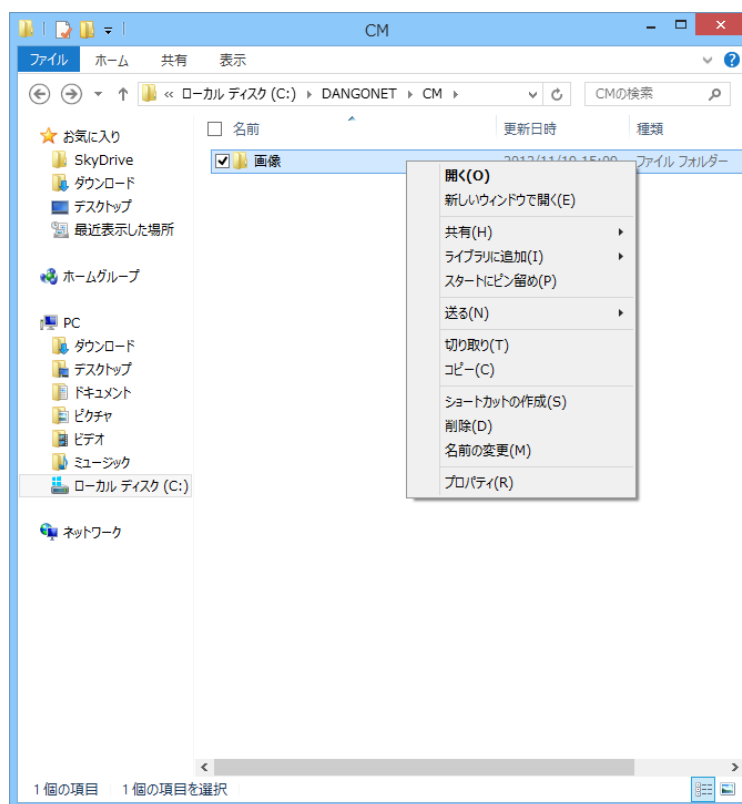 CM
ファイル ホーム 共有 表示
« ローカル ディスク (C:) DANGONET CM CMの検索
お気に入り
SkyDrive
ダウンロード
デスクトップ
最近表示した場所
ホームグループ
PC
ダウンロード
デスクトップ
ドキュメント
ピクチャ
ビデオ
ミュージック
ローカル ディスク (C:)
ネットワーク
名前 更新日時 種類
画像 ファイル フォルダー
開く(O)
新しいウィンドウで開く(E)
共有(H)
ライブラリに追加(I)
スタートにピン留め(P)
送る(N)
切り取り(T)
コピー(C)
ショートカットの作成(S)
削除(D)
名前の変更(M)
プロパティ(R)
1 個の項目 1 個の項目を選択